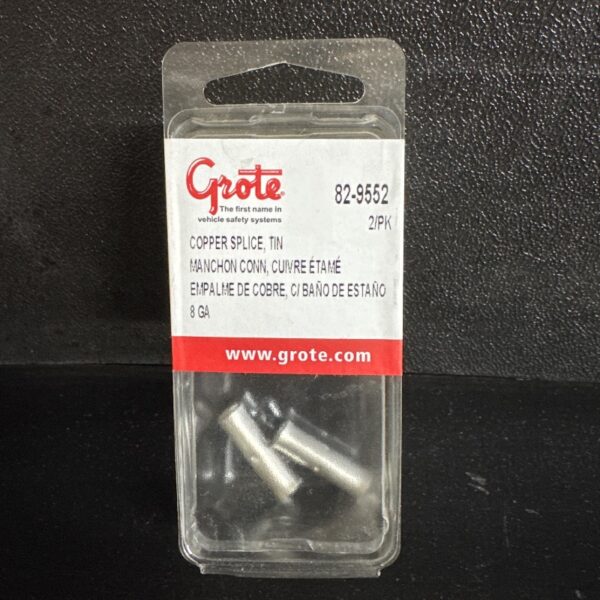 Grote®
The first name in
vehicle safety systems
82-9552
2/PK
COPPER SPLICE, TIN
MANCHON CONN, CUIVRE ÉTAMÉ
EMPALME DE COBRE, C/ BAÑO DE ESTAÑO
8 GA
www.grote.com